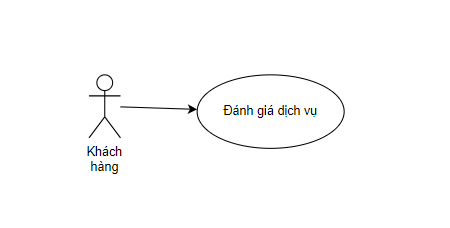 Đánh giá dịch vụ
Khách
hàng